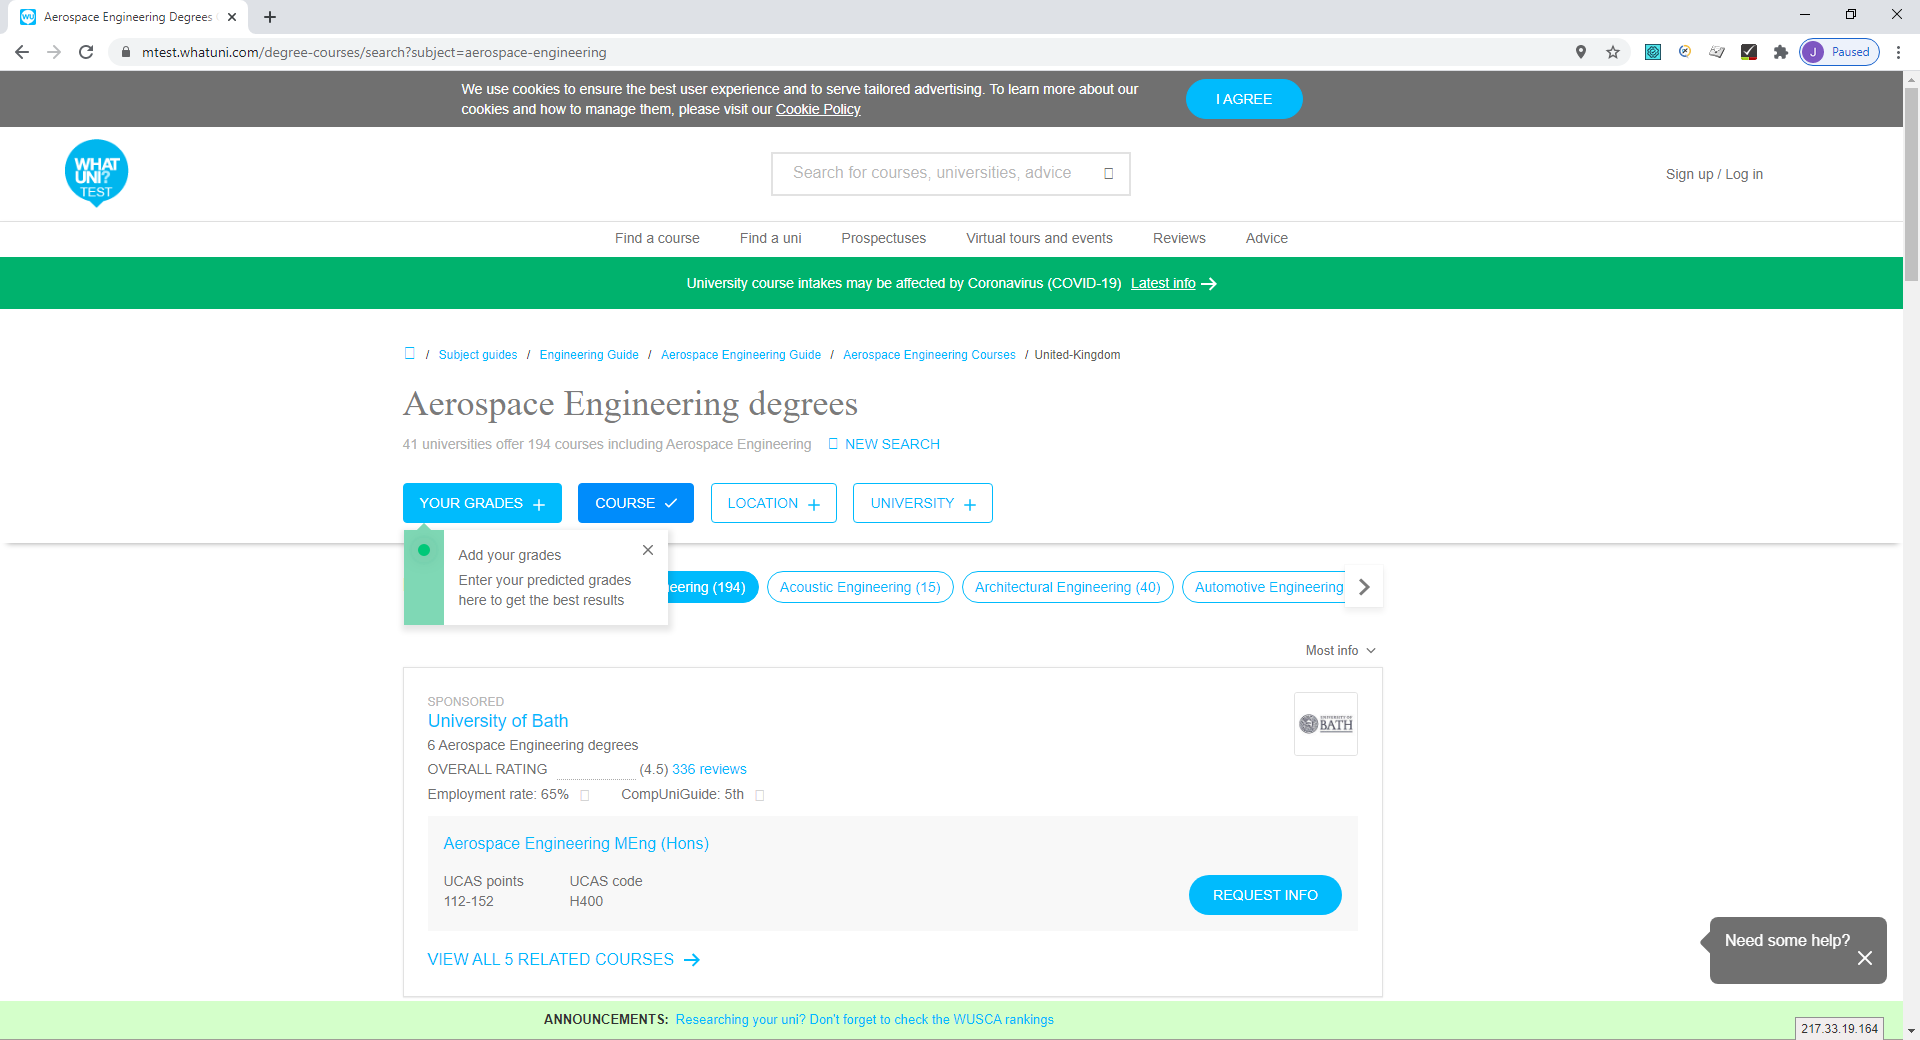 Aerospace Engineering Degrees
mtest.whatuni.com/degree-courses/search?subject=aerospace-engineering
J Paused
We use cookies to ensure the best user experience and to serve tailored advertising. To learn more about our
cookies and how to manage them, please visit our Cookie Policy
I AGREE
WHAT
UNI?
TEST
Search for courses, universities, advice
Sign up / Log in
Find a course Find a uni Prospectuses Virtual tours and events Reviews Advice
University course intakes may be affected by Coronavirus (COVID-19) Latest info
/ Subject guides / Engineering Guide / Aerospace Engineering Guide / Aerospace Engineering Courses / United-Kingdom
Aerospace Engineering degrees
41 universities offer 194 courses including Aerospace Engineering NEW SEARCH
YOUR GRADES COURSE LOCATION UNIVERSITY
Add your grades
Enter your predicted grades
here to get the best results
eering (194) Acoustic Engineering (15) Architectural Engineering (40) Automotive Engineering
Most info
SPONSORED
University of Bath
UNIVERSITY OF
BATH
6 Aerospace Engineering degrees
OVERALL RATING (4.5) 336 reviews
Employment rate: 65% CompUniGuide: 5th
Aerospace Engineering MEng (Hons)
UCAS points UCAS code
112-152 H400
REQUEST INFO
VIEW ALL 5 RELATED COURSES
Need some help?
ANNOUNCEMENTS: Researching your uni? Don't forget to check the WUSCA rankings
217.33.19.164